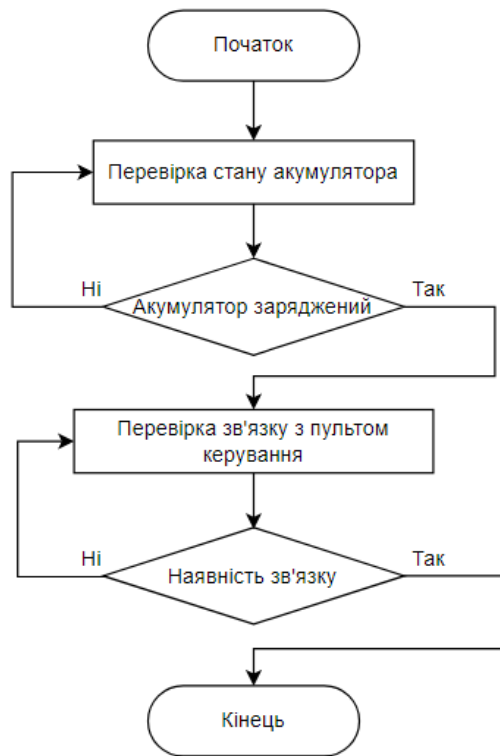 Початок
Перевірка стану акумулятора
Ні
Акумулятор заряджений
Так
Перевірка зв'язку з пультом
керування
Ні
Наявність зв'язку
Так
Кінець